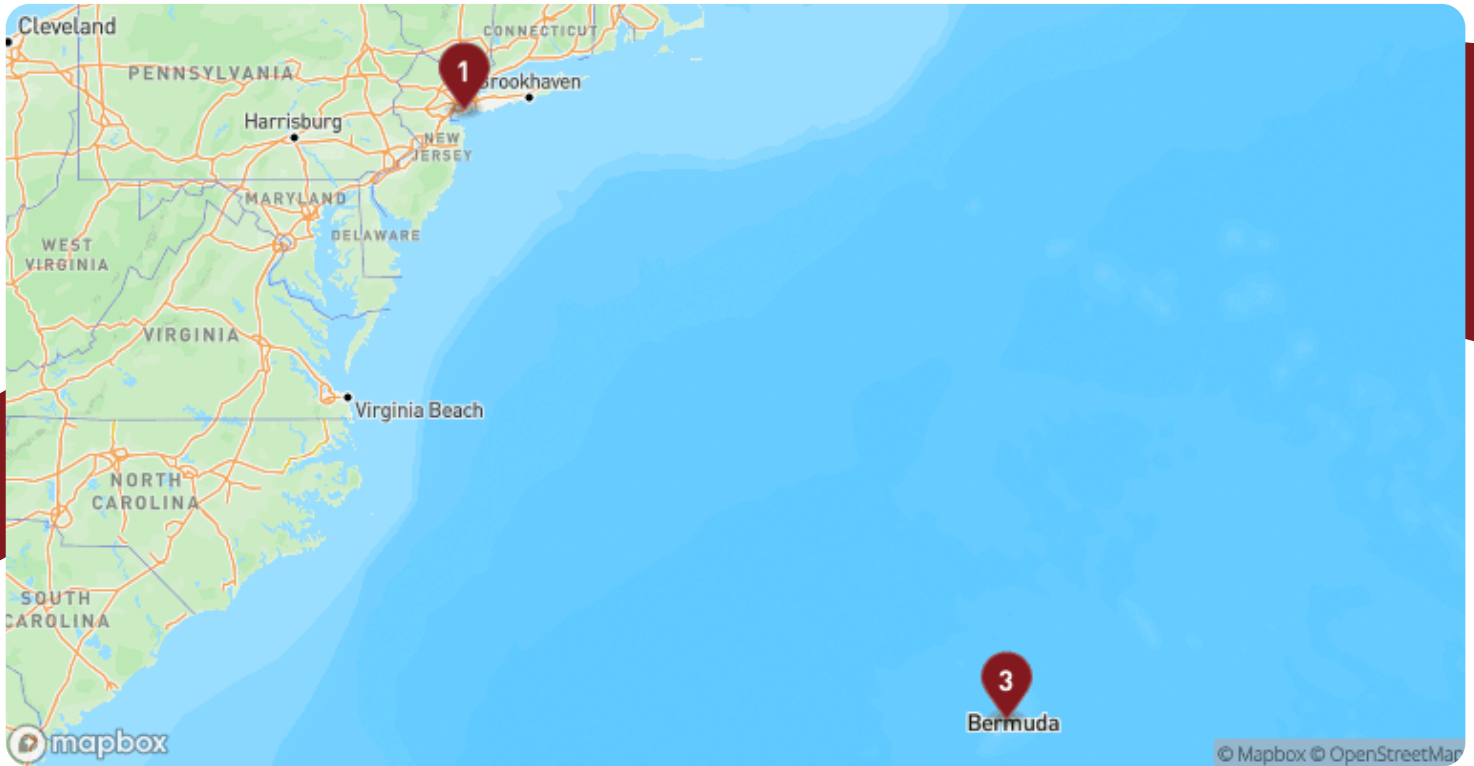 Cleveland
CONNECTICUT
1
PENNSYLVANIA
Brookhaven
Harrisburg
NEW
JERSEY
MARYLAND
DELAWARE
WEST
VIRGINIA
VIRGINIA
Virginia Beach
NORTH
CAROLINA
SOUTH
CAROLINA
3
Bermuda
mapbox
© Mapbox © OpenStreetMap